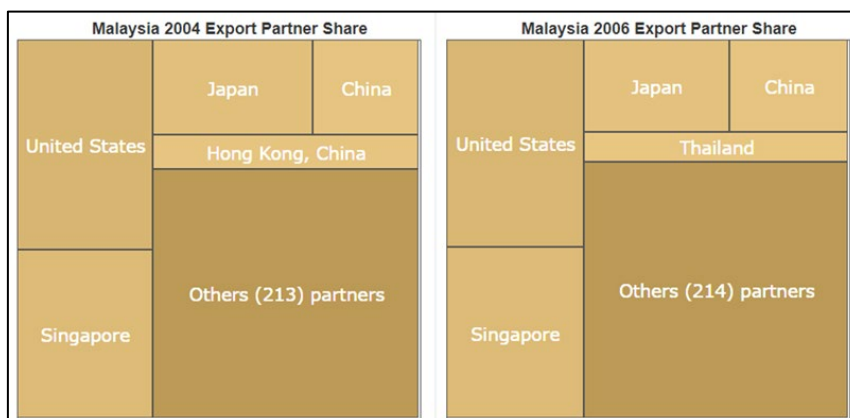 Malaysia 2004 Export Partner Share
United States
Japan
China
Hong Kong, China
Singapore
Others (213) partners
Malaysia 2006 Export Partner Share
United States
Japan
China
Thailand
Singapore
Others (214) partners